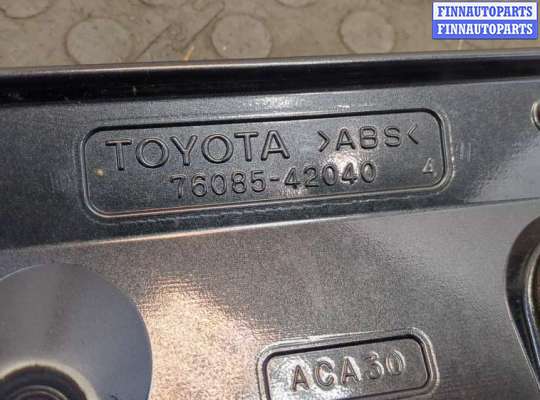 FINNAUTOPARTS
FINNAUTOPARTS
TOYOTA >ABS<
76085-42040 4
ACA30